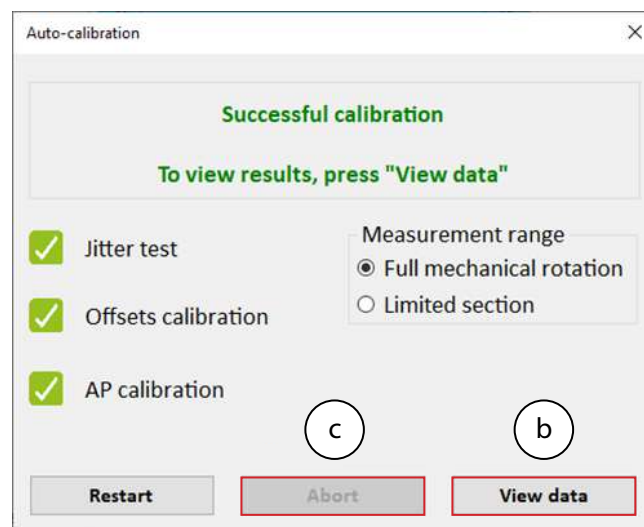 Auto-calibration
Successful calibration
To view results, press "View data"
Jitter test
Offsets calibration
AP calibration
Measurement range
Full mechanical rotation
Limited section
c
b
Restart
Abort
View data